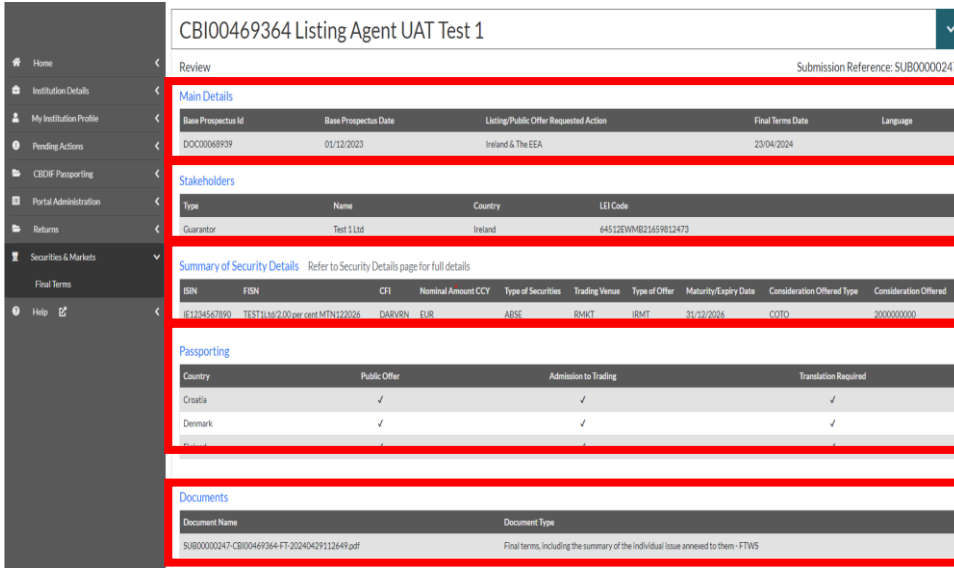 CBI00469364 Listing Agent UAT Test 1
Home
Institution Details
My Institution Profile
Pending Actions
CBDIF Passporting
Portal Administration
Returns
Securities & Markets
Final Terms
Help
Review Submission Reference: SUB00000247
Main Details
Base Prospectus Id Base Prospectus Date Listing/Public Offer Requested Action Final Terms Date Language
DOC00068939 01/12/2023 Ireland & The EEA 23/04/2024
Stakeholders
Type Name Country LEI Code
Guarantor Test 1 Ltd Ireland 64512EWMB21659812473
Summary of Security Details Refer to Security Details page for full details
ISIN FISN CFI Nominal Amount CCY Type of Securities Trading Venue Type of Offer Maturity/Expiry Date Consideration Offered Type Consideration Offered
IE1234567890 TEST1Ltd/2.00 per cent MTN122026 DARVRN EUR ABSE RMKT IRMT 31/12/2026 COTO 2000000000
Passporting
Country Public Offer Admission to Trading Translation Required
Croatia ✓ ✓ ✓
Denmark ✓ ✓ ✓
Documents
Document Name Document Type
SUB00000247-CBI00469364-FT-20240429112649.pdf Final terms, including the summary of the individual issue annexed to them - FTWS